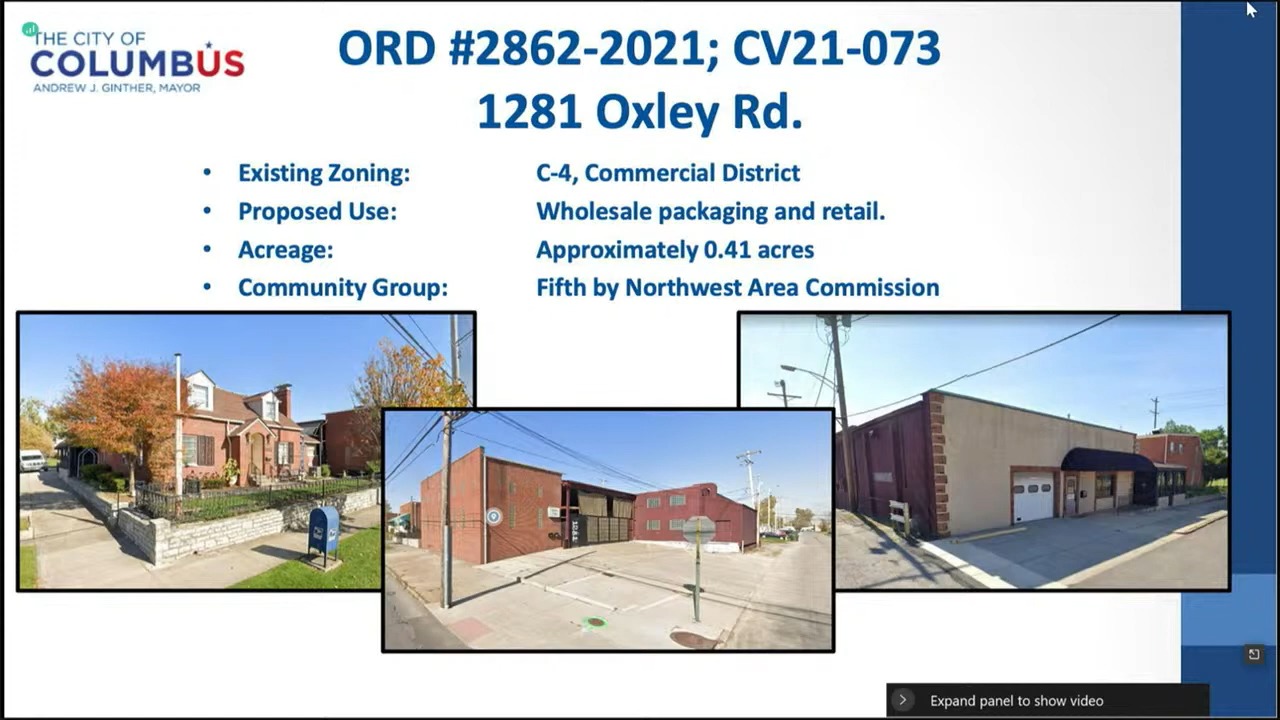 THE CITY OF
COLUMBUS
ANDREW J. GINTHER, MAYOR
ORD #2862-2021; CV21-073
1281 Oxley Rd.
• Existing Zoning: C-4, Commercial District
• Proposed Use: Wholesale packaging and retail.
• Acreage: Approximately 0.41 acres
• Community Group: Fifth by Northwest Area Commission
Expand panel to show video